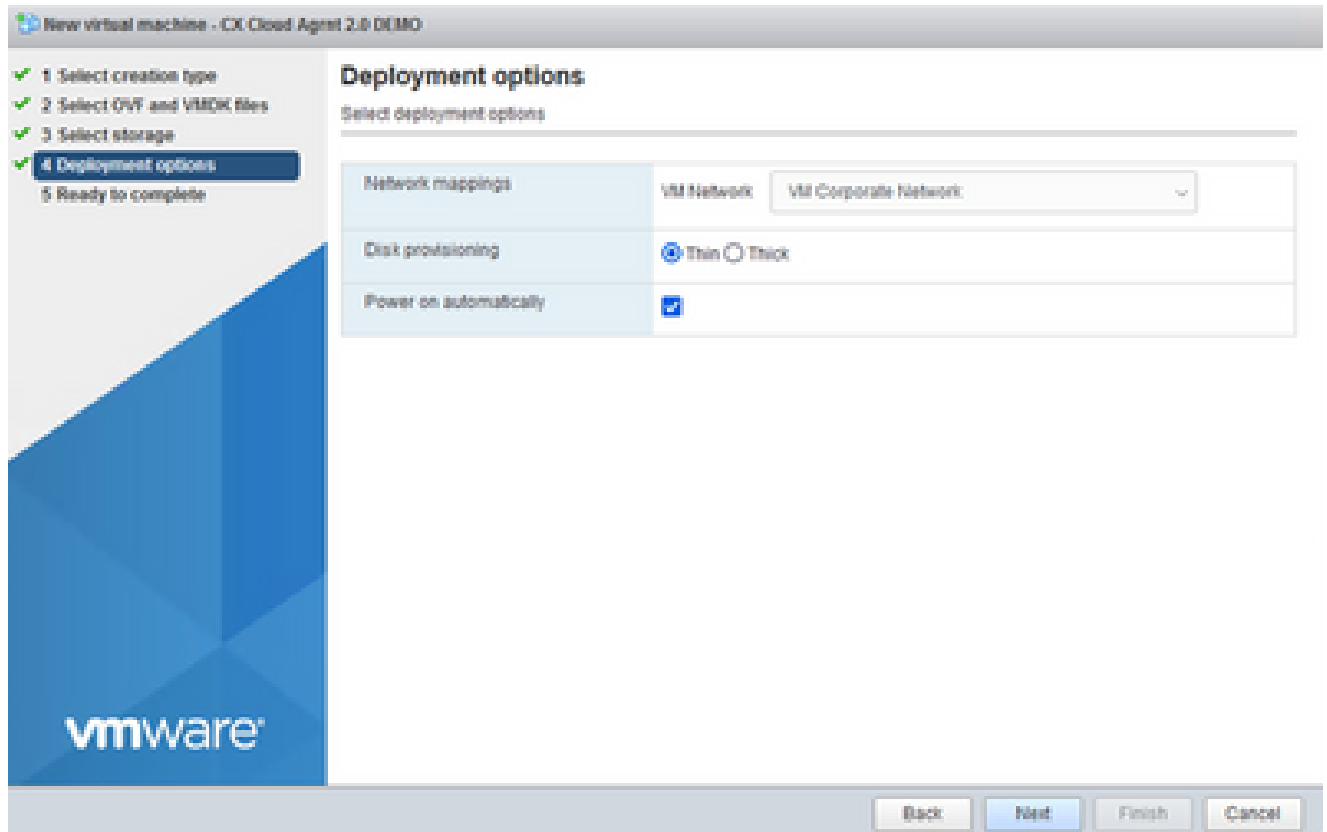 New virtual machine - CX Cloud Agrnt 2.0 DEMO
1 Select creation type
2 Select OVF and VMDK files
3 Select storage
4 Deployment options
5 Ready to complete
Deployment options
Select deployment options
Network mappings
VM Network VM Corporate Network
Disk provisioning
Thin Thick
Power on automatically
vmware
Back Next Finish Cancel